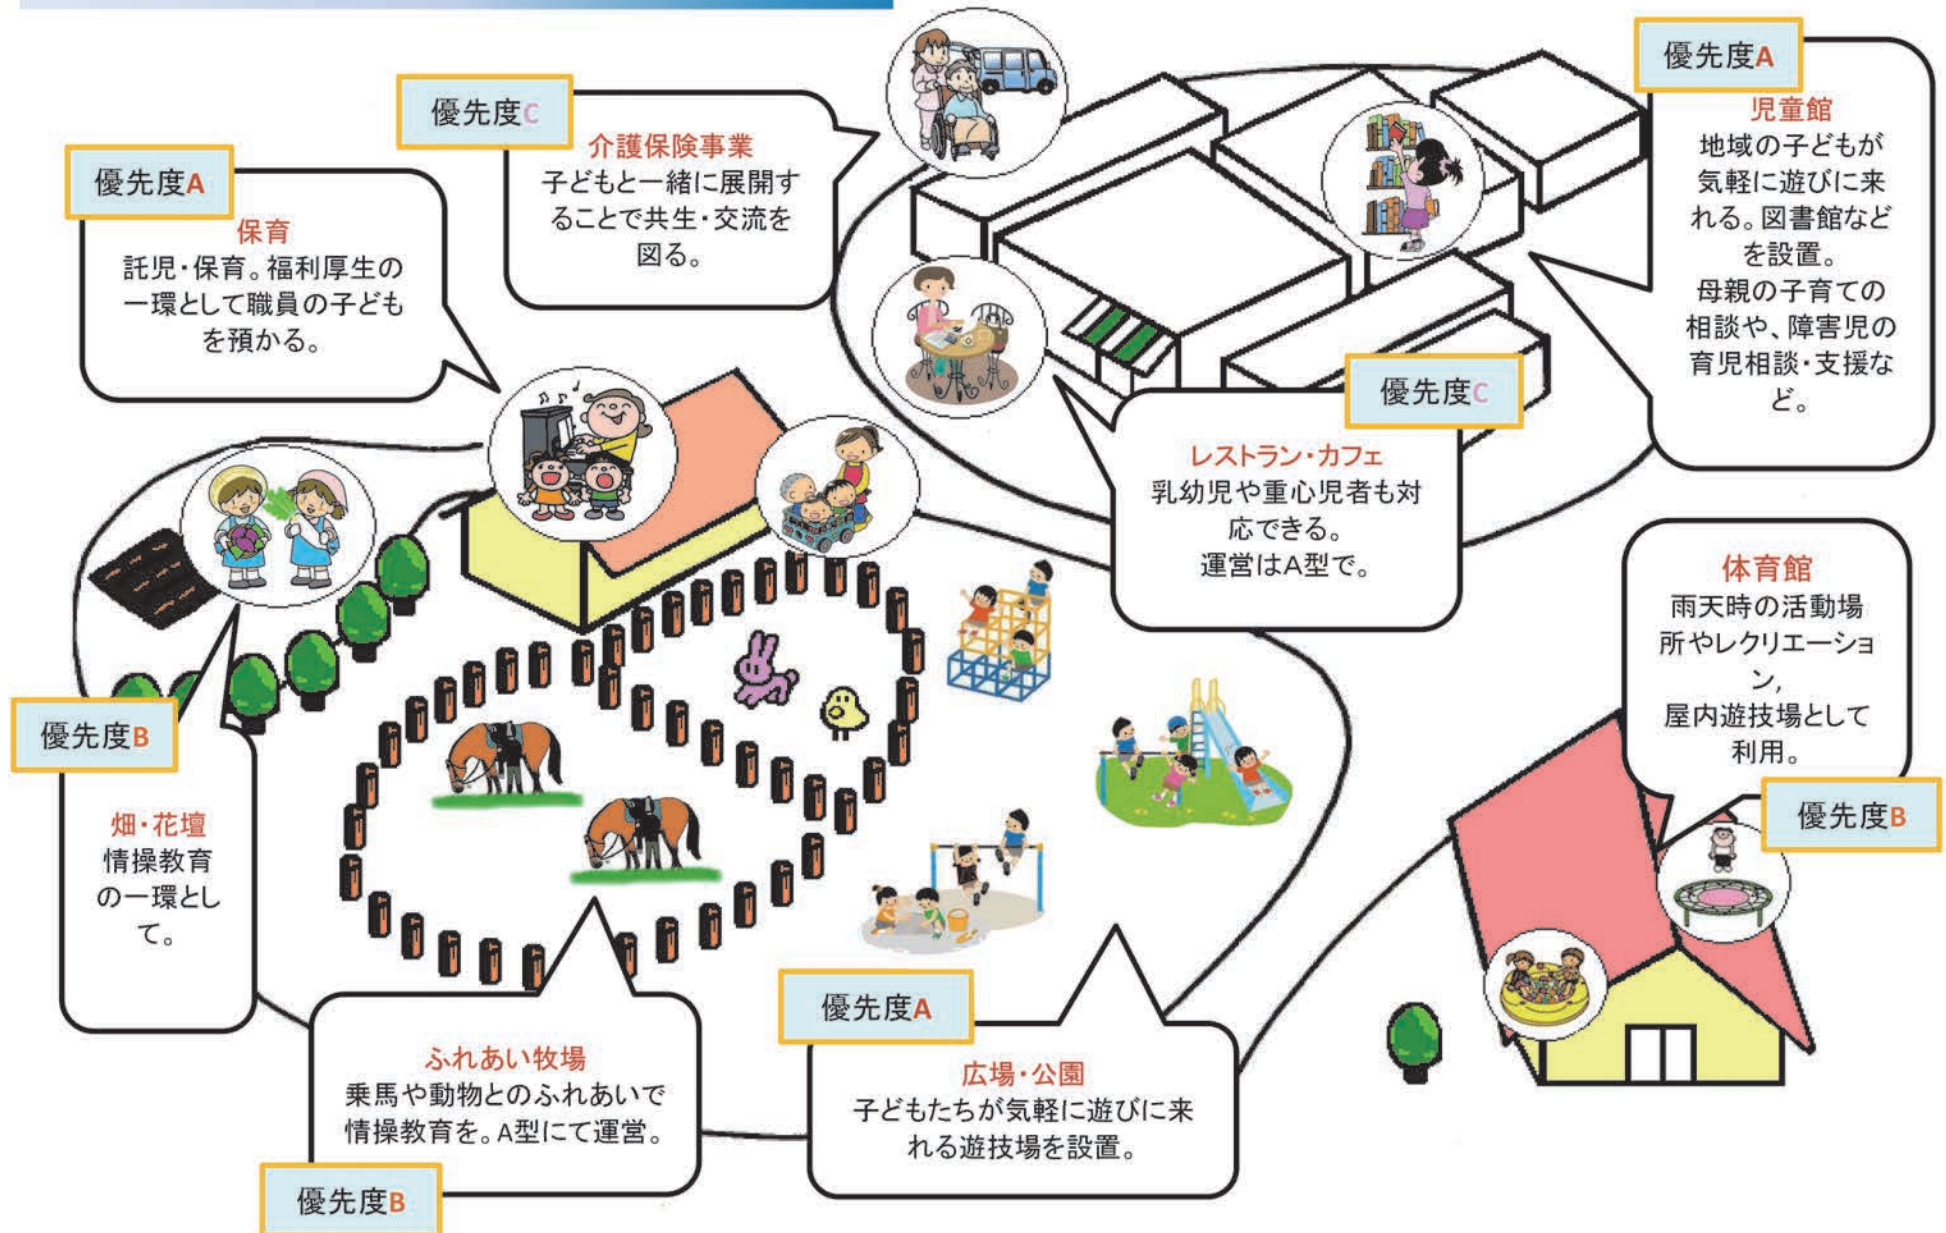 優先度A
保育
託児・保育。福利厚生の
一環として職員の子ども
を預かる。
優先度C
介護保険事業
子どもと一緒に展開す
ることで共生・交流を
図る。
優先度A
児童館
地域の子どもが
気軽に遊びに来
れる。図書館など
を設置。
母親の子育ての
相談や、障害児の
育児相談・支援な
ど。
優先度C
レストラン・カフェ
乳幼児や重心児者も対
応できる。
運営はA型で。
体育館
雨天時の活動場
所やレクリエーショ
ン,
屋内遊技場として
利用。
優先度B
優先度B
畑・花壇
情操教育
の一環とし
て。
ふれあい牧場
乗馬や動物とのふれあいで
情操教育を。A型にて運営。
優先度B
優先度A
広場・公園
子どもたちが気軽に遊びに来
れる遊技場を設置。